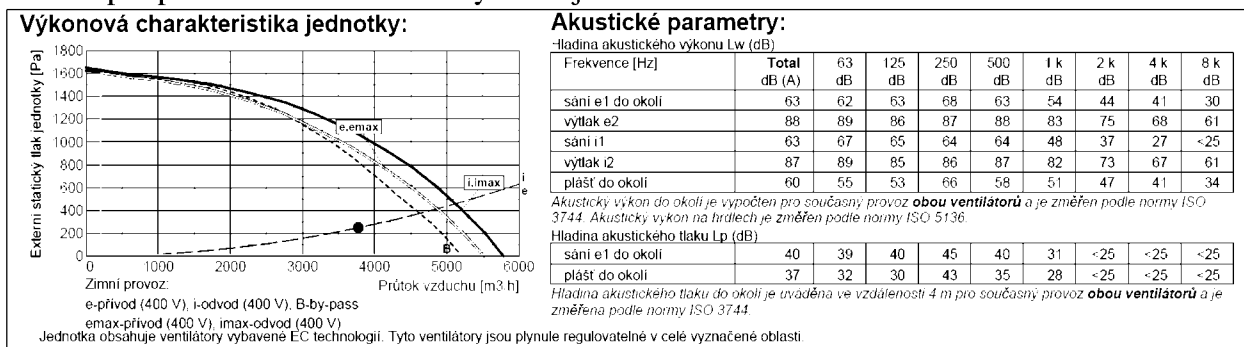 Výkonová charakteristika jednotky:
Externí statický tlak jednotky [Pa]
1800
1600
1400
1200
1000
800
600
400
200
0
e.emax
i.imax
i
e
B
0 1000 2000 3000 4000 5000 6000
Zimní provoz: Průtok vzduchu [m3.h]
e-přívod (400 V), i-odvod (400 V), B-by-pass
emax-přívod (400 V), imax-odvod (400 V)
Akustické parametry:
Hladina akustického výkonu Lw (dB)
Frekvence [Hz] Total 63 125 250 500 1 k 2 k 4 k 8 k
dB (A) dB dB dB dB dB dB dB dB
sání e1 do okolí 63 62 63 68 63 54 44 41 30
výtlak e2 88 89 86 87 88 83 75 68 61
sání i1 63 67 65 64 64 48 37 27 <25
výtlak i2 87 89 85 86 87 82 73 67 61
plášť do okolí 60 55 53 66 58 51 47 41 34
Akustický výkon do okolí je vypočten pro současný provoz obou ventilátorů a je změřen podle normy ISO
3744. Akustický výkon na hrdlech je změřen podle normy ISO 5136.
Hladina akustického tlaku Lp (dB)
sání e1 do okolí 40 39 40 45 40 31 <25 <25 <25
plášť do okolí 37 32 30 43 35 28 <25 <25 <25
Hladina akustického tlaku do okolí je uváděna ve vzdálenosti 4 m pro současný provoz obou ventilátorů a je
změřena podle normy ISO 3744.
Jednotka obsahuje ventilátory vybavené EC technologií. Tyto ventilátory jsou plynule regulovatelné v celé vyznačené oblasti.